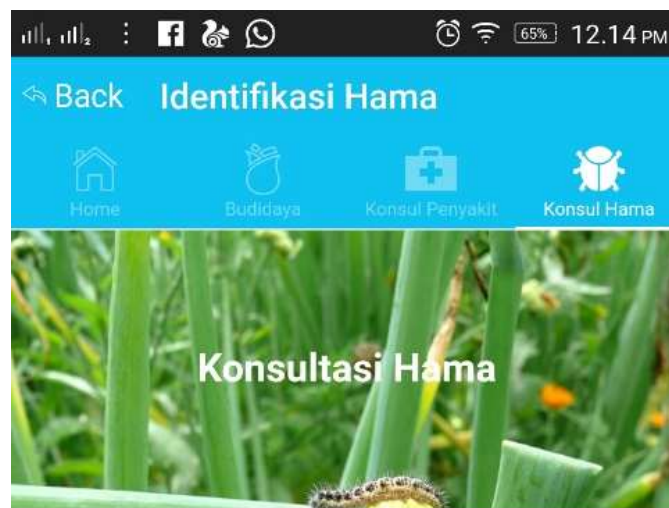 65% 12.14 PM
Back Identifikasi Hama
Home Budidaya Konsul Penyakit Konsul Hama
Konsultasi Hama